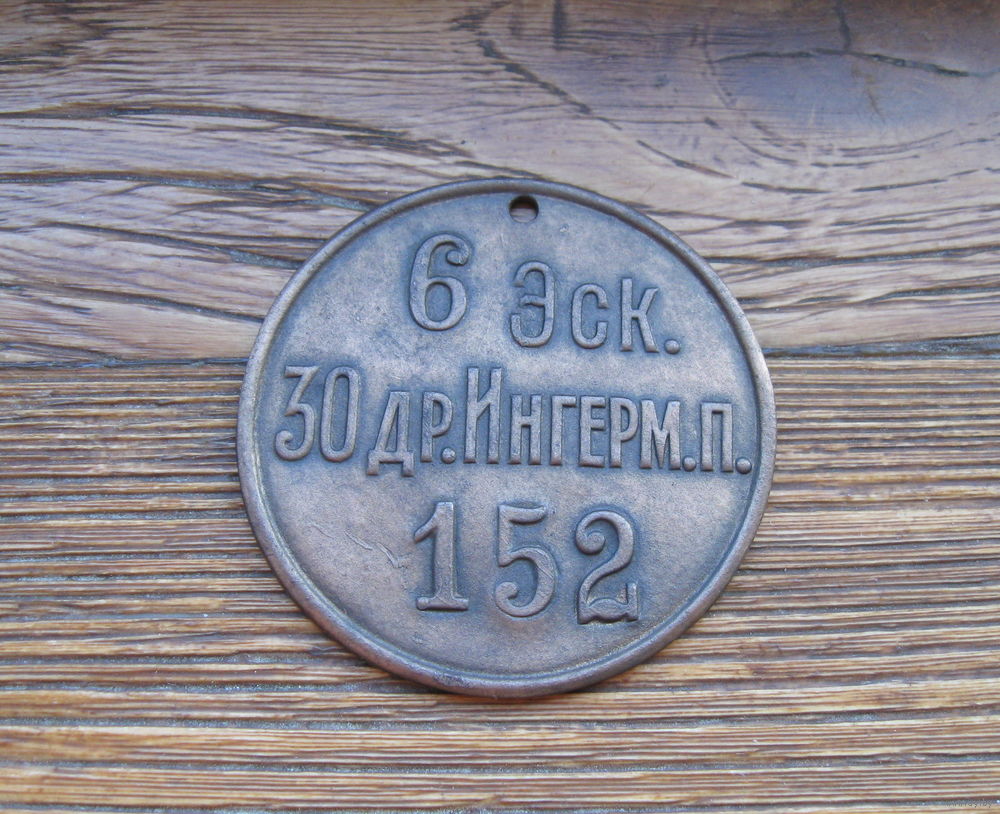 6 Эск.
30 др. Ингерм. п.
152